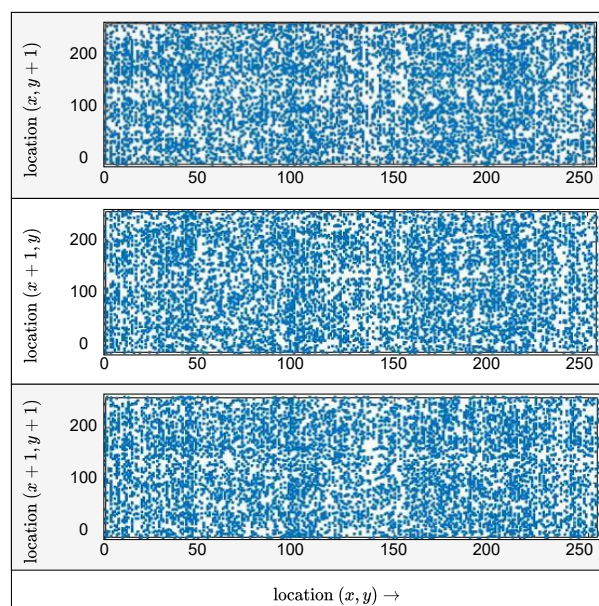 location (x, y + 1)
200
100
0
0 50 100 150 200 250
location (x + 1, y)
200
100
0
0 50 100 150 200 250
location (x + 1, y + 1)
200
100
0
0 50 100 150 200 250
location (x, y) →